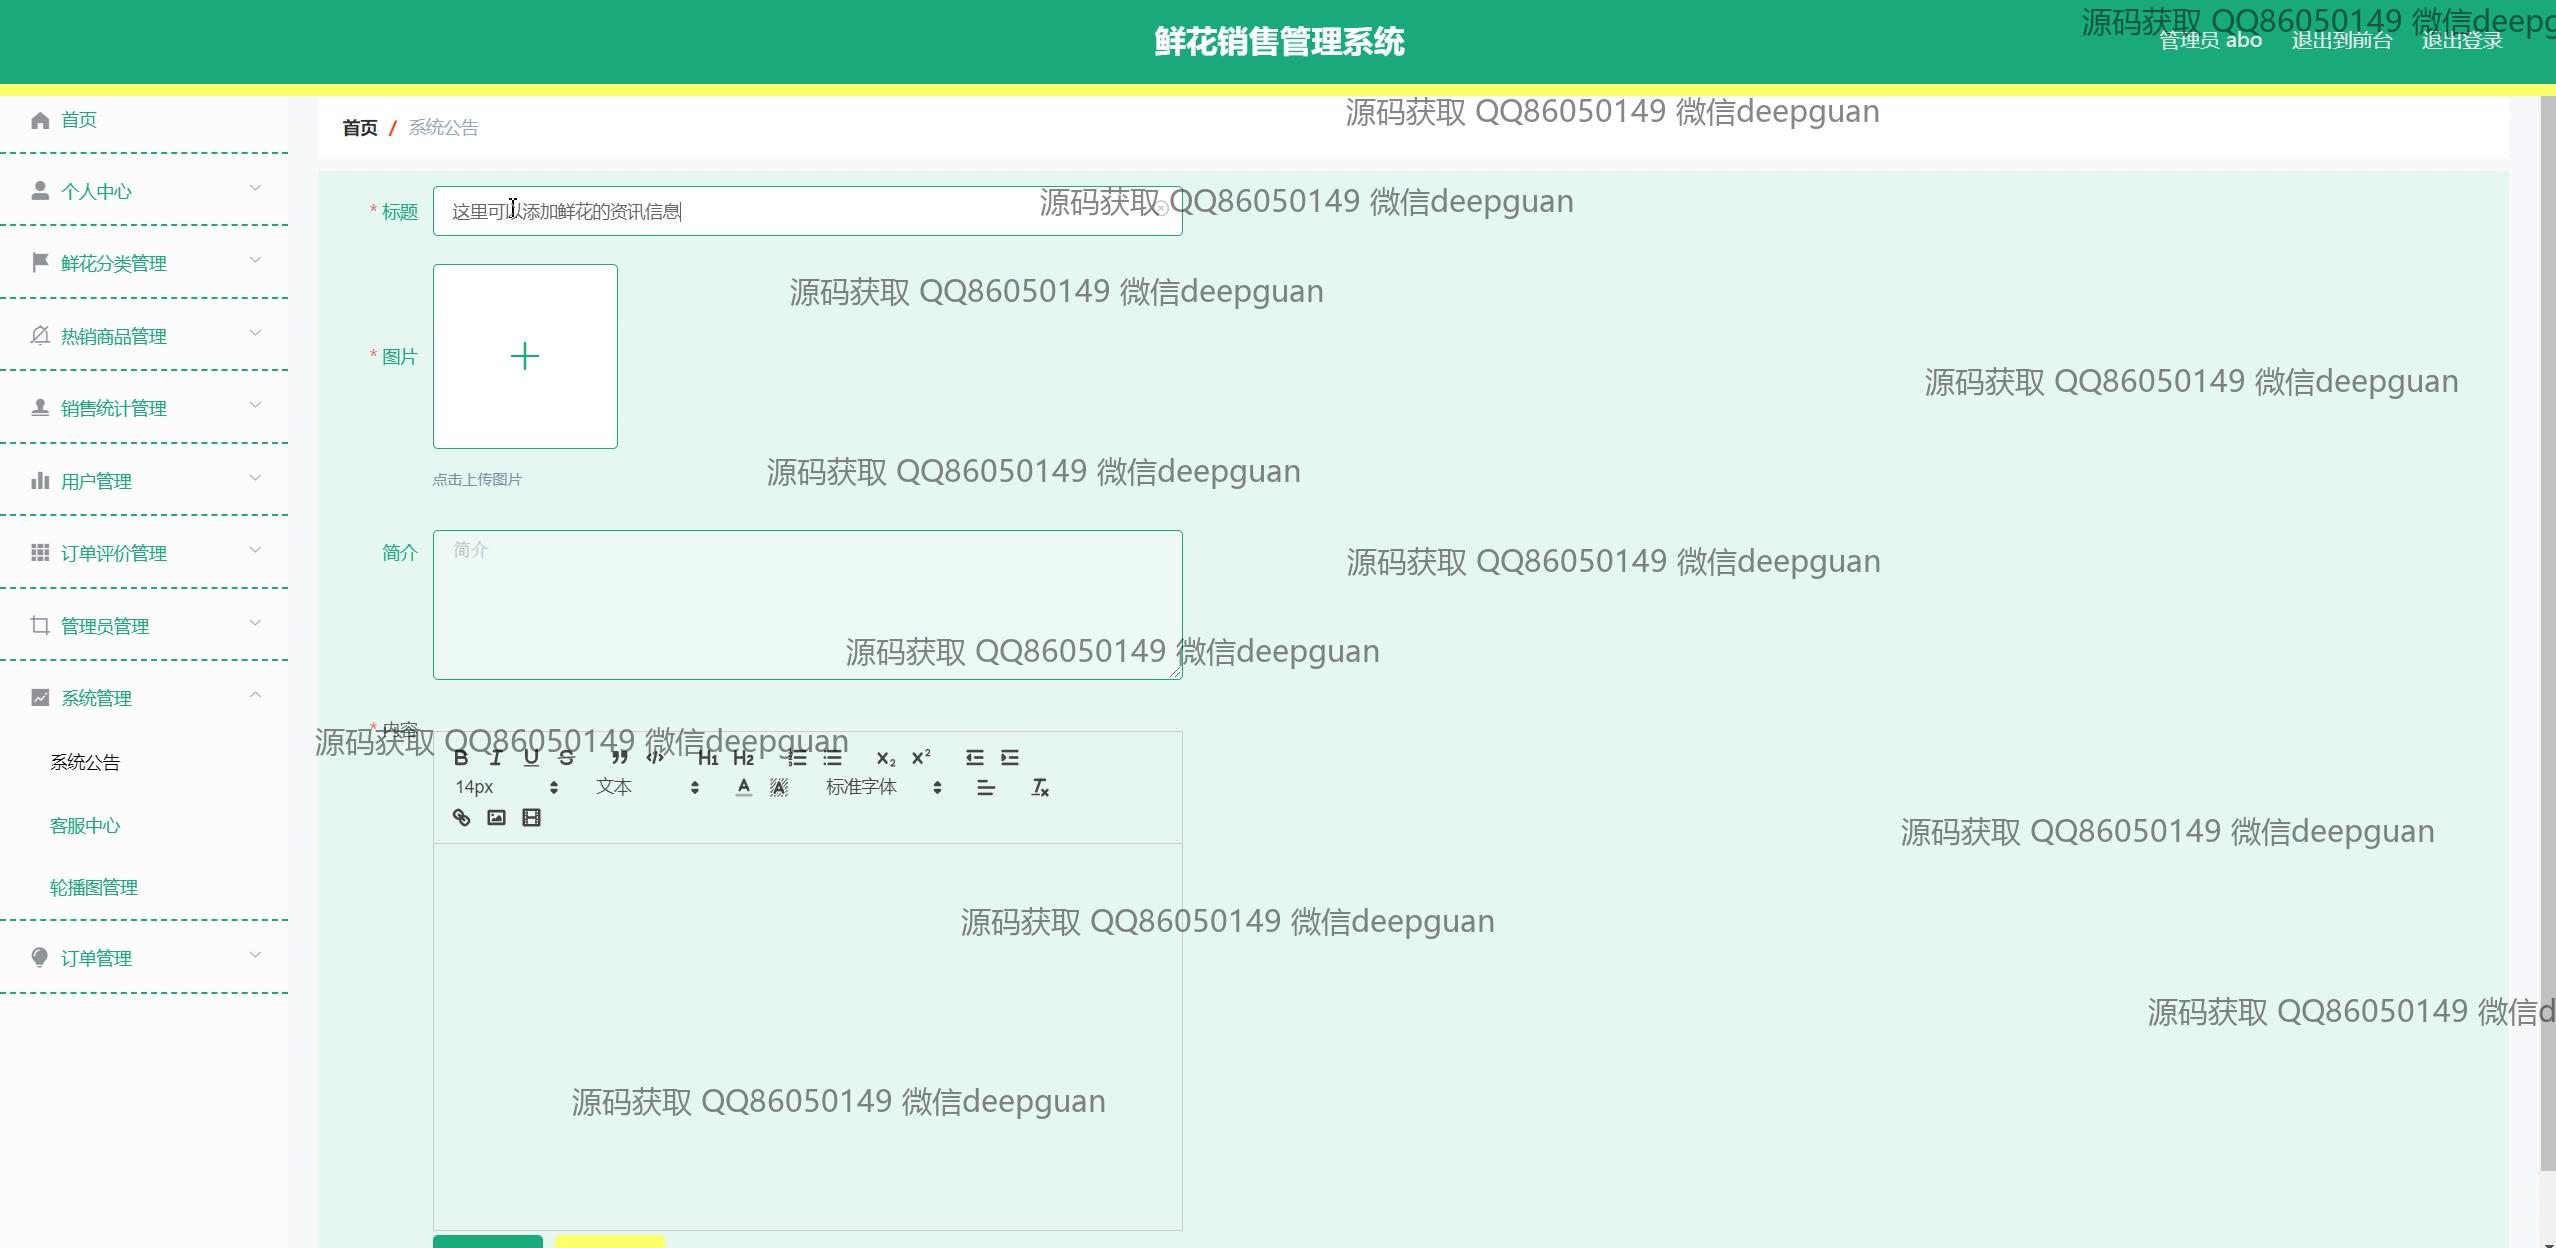 鲜花销售管理系统
源码获取 QQ86050149 微信deepg
管理员 abo 退出到前台 退出登录
首页
首页 / 系统公告
源码获取 QQ86050149 微信deepguan
个人中心
* 标题 这里可以添加鲜花的资讯信息
源码获取 QQ86050149 微信deepguan
鲜花分类管理
源码获取 QQ86050149 微信deepguan
热销商品管理
* 图片
源码获取 QQ86050149 微信deepguan
销售统计管理
用户管理
点击上传图片
源码获取 QQ86050149 微信deepguan
订单评价管理
简介 简介
源码获取 QQ86050149 微信deepguan
管理员管理
源码获取 QQ86050149 微信deepguan
系统管理
* 内容
源码获取 QQ86050149 微信deepguan
系统公告
B I U S H1 H2 X2 X2
14px 文本 A A 标准字体 Tx
客服中心
源码获取 QQ86050149 微信deepguan
轮播图管理
源码获取 QQ86050149 微信deepguan
订单管理
源码获取 QQ86050149 微信d
源码获取 QQ86050149 微信deepguan